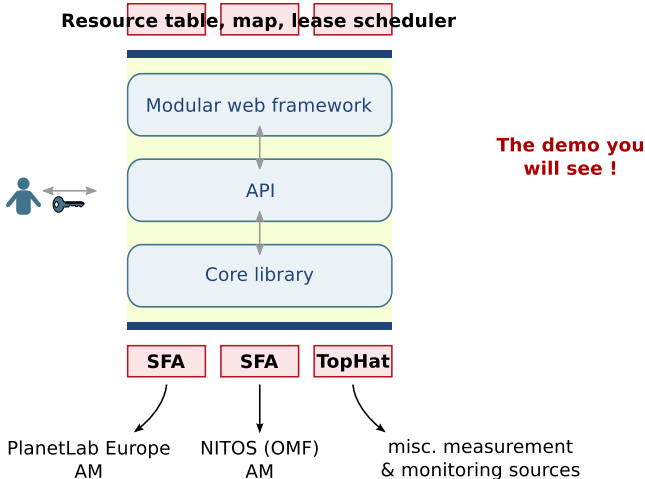 Resource table, map, lease scheduler
Modular web framework
The demo you
will see !
API
Core library
SFA
SFA
TopHat
PlanetLab Europe
AM
NITOS (OMF)
AM
misc. measurement
& monitoring sources